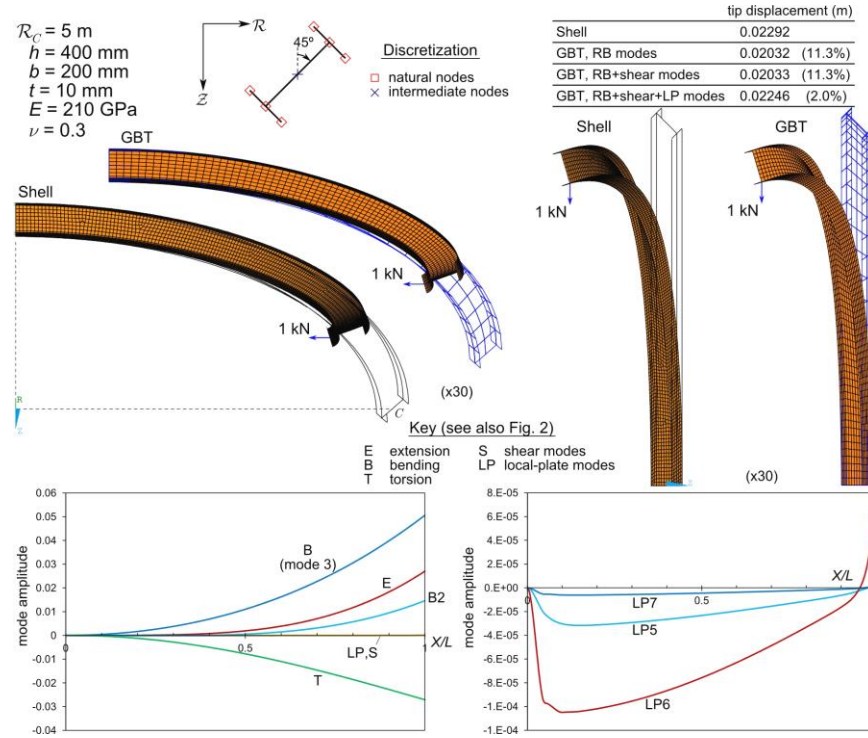 R_C = 5 m
h = 400 mm
b = 200 mm
t = 10 mm
E = 210 GPa
ν = 0.3
R
Z
45º
Discretization
natural nodes
intermediate nodes
tip displacement (m)
Shell 0.02292
GBT, RB modes 0.02032 (11.3%)
GBT, RB+shear modes 0.02033 (11.3%)
GBT, RB+shear+LP modes 0.02246 (2.0%)
GBT
Shell
1 kN
1 kN
(x30)
C
R
Z
Shell
GBT
1 kN
1 kN
(x30)
Z
Key (see also Fig. 2)
E extension S shear modes
B bending LP local-plate modes
T torsion
mode amplitude
0.06
0.05
0.04
0.03
0.02
0.01
0
-0.01
-0.02
-0.03
-0.04
0
0.5
1
X/L
B
(mode 3)
E
B2
LP,S
T
mode amplitude
8.E-05
6.E-05
4.E-05
2.E-05
0.E+00
-2.E-05
-4.E-05
-6.E-05
-8.E-05
-1.E-04
-1.E-04
0
0.5
X/L
LP7
LP5
LP6